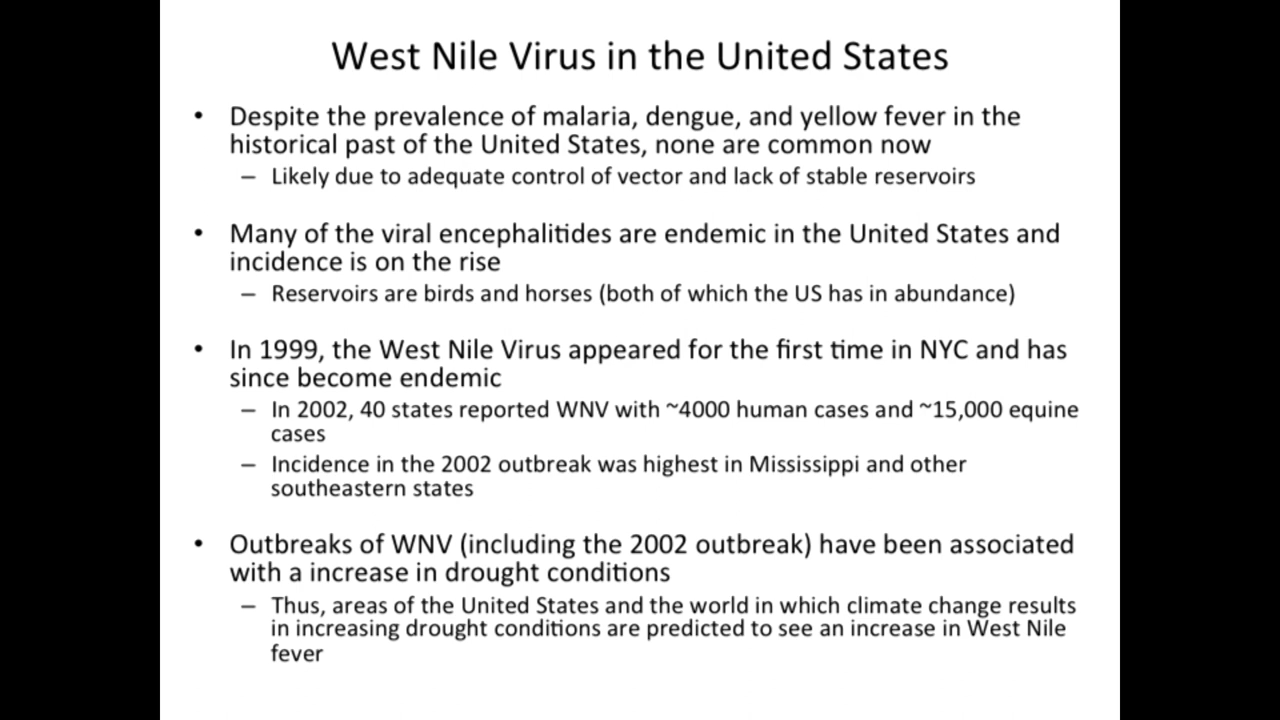 West Nile Virus in the United States
• Despite the prevalence of malaria, dengue, and yellow fever in the
historical past of the United States, none are common now
– Likely due to adequate control of vector and lack of stable reservoirs
• Many of the viral encephalitides are endemic in the United States and
incidence is on the rise
– Reservoirs are birds and horses (both of which the US has in abundance)
• In 1999, the West Nile Virus appeared for the first time in NYC and has
since become endemic
– In 2002, 40 states reported WNV with ~4000 human cases and ~15,000 equine
cases
– Incidence in the 2002 outbreak was highest in Mississippi and other
southeastern states
• Outbreaks of WNV (including the 2002 outbreak) have been associated
with a increase in drought conditions
– Thus, areas of the United States and the world in which climate change results
in increasing drought conditions are predicted to see an increase in West Nile
fever